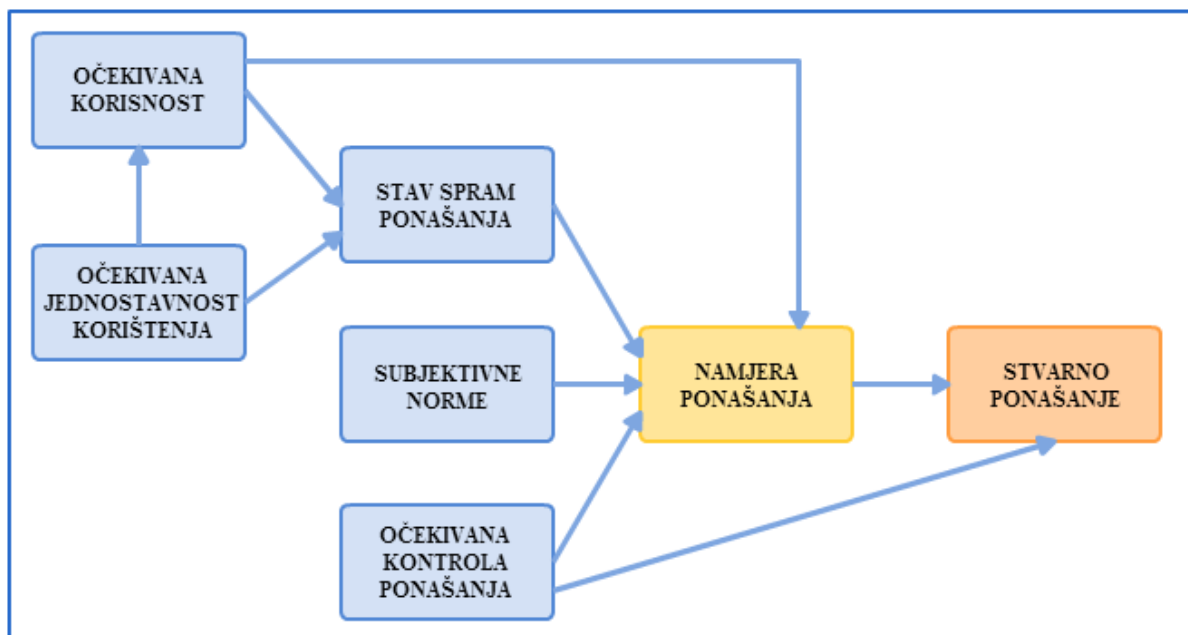 OČEKIVANA
KORISNOST
STAV SPRAM
PONAŠANJA
OČEKIVANA
JEDNOSTAVNOST
KORIŠTENJA
SUBJEKTIVNE
NORME
NAMJERA
PONAŠANJA
STVARNO
PONAŠANJE
OČEKIVANA
KONTROLA
PONAŠANJA